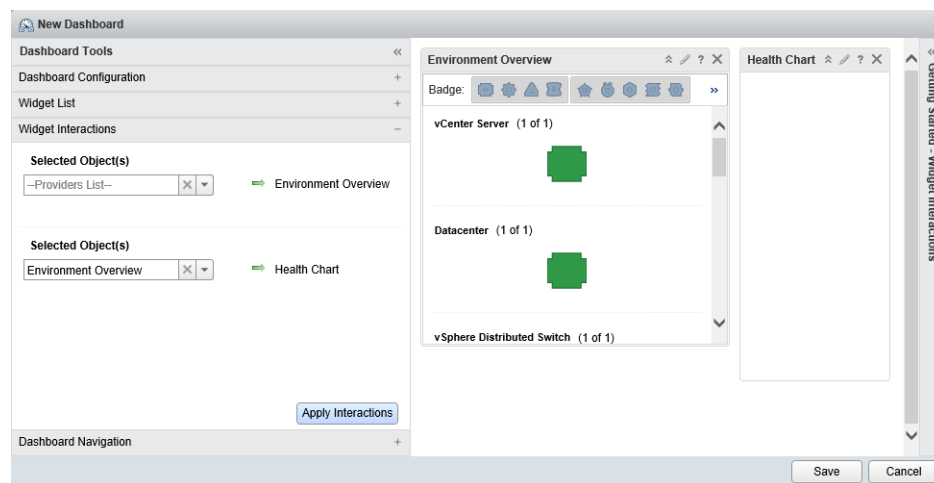 New Dashboard
Dashboard Tools
Dashboard Configuration
Widget List
Widget Interactions
Selected Object(s)
--Providers List--
Environment Overview
Selected Object(s)
Environment Overview
Health Chart
Apply Interactions
Dashboard Navigation
Environment Overview
Badge:
vCenter Server (1 of 1)
Datacenter (1 of 1)
vSphere Distributed Switch (1 of 1)
Health Chart
Getting Started - Widget Interactions
Save
Cancel